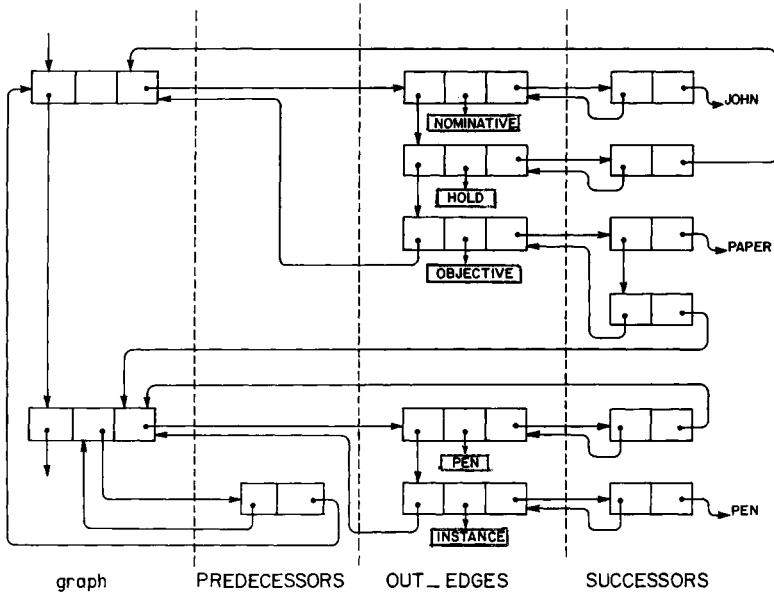 JOHN
NOMINATIVE
HOLD
PAPER
OBJECTIVE
PEN
INSTANCE
PEN
graph PREDECESSORS OUT_EDGES SUCCESSORS